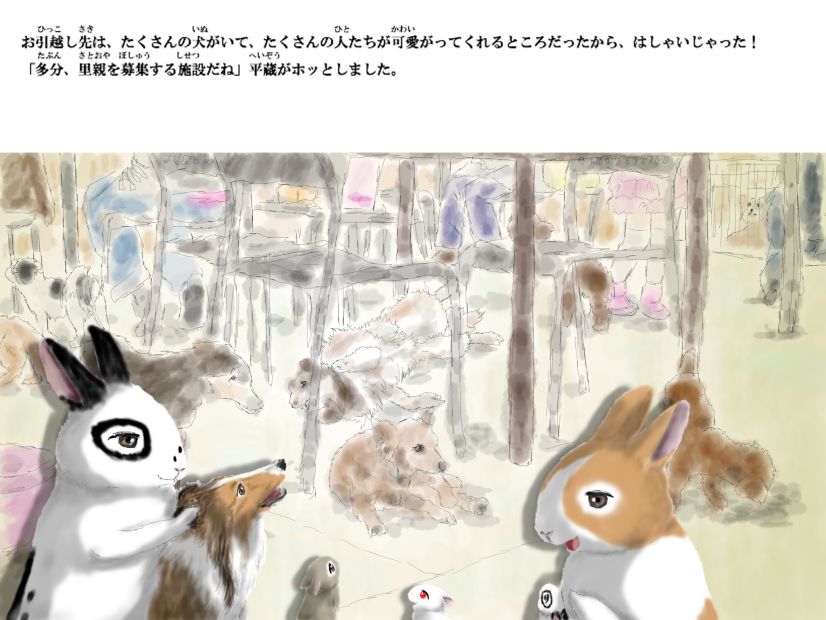 お引越し先は、たくさんの犬がいて、たくさんの人たちが可愛がってくれるところだったから、はしゃいじゃった！
「多分、里親を募集する施設だね」平蔵がホッとしました。